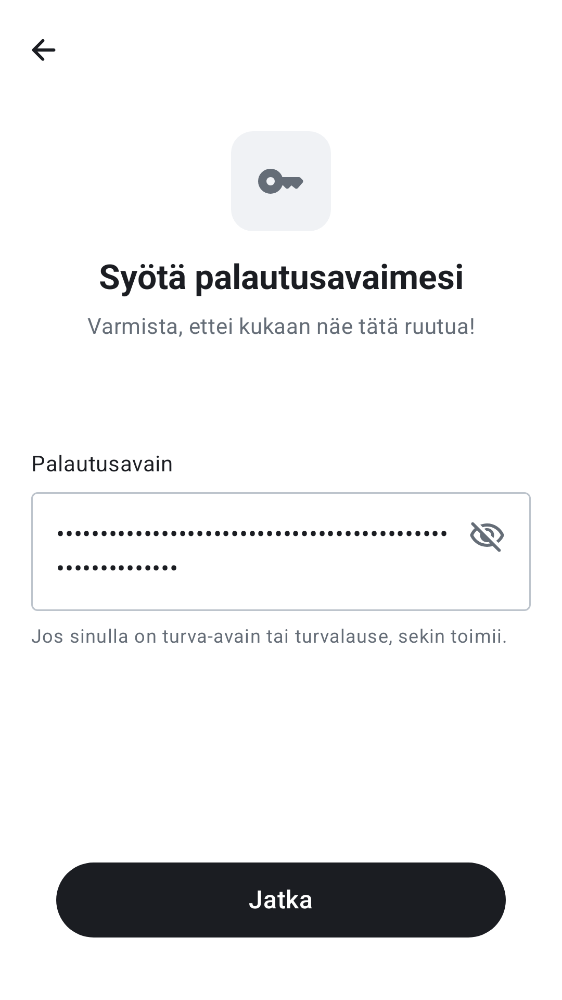 Syötä palautusavaimesi
Varmista, ettei kukaan näe tätä ruutua!
Palautusavain
•••••••••••••••••••••••••••••••••••••••••••••
••••••••••••••
Jos sinulla on turva-avain tai turvalause, sekin toimii.
Jatka